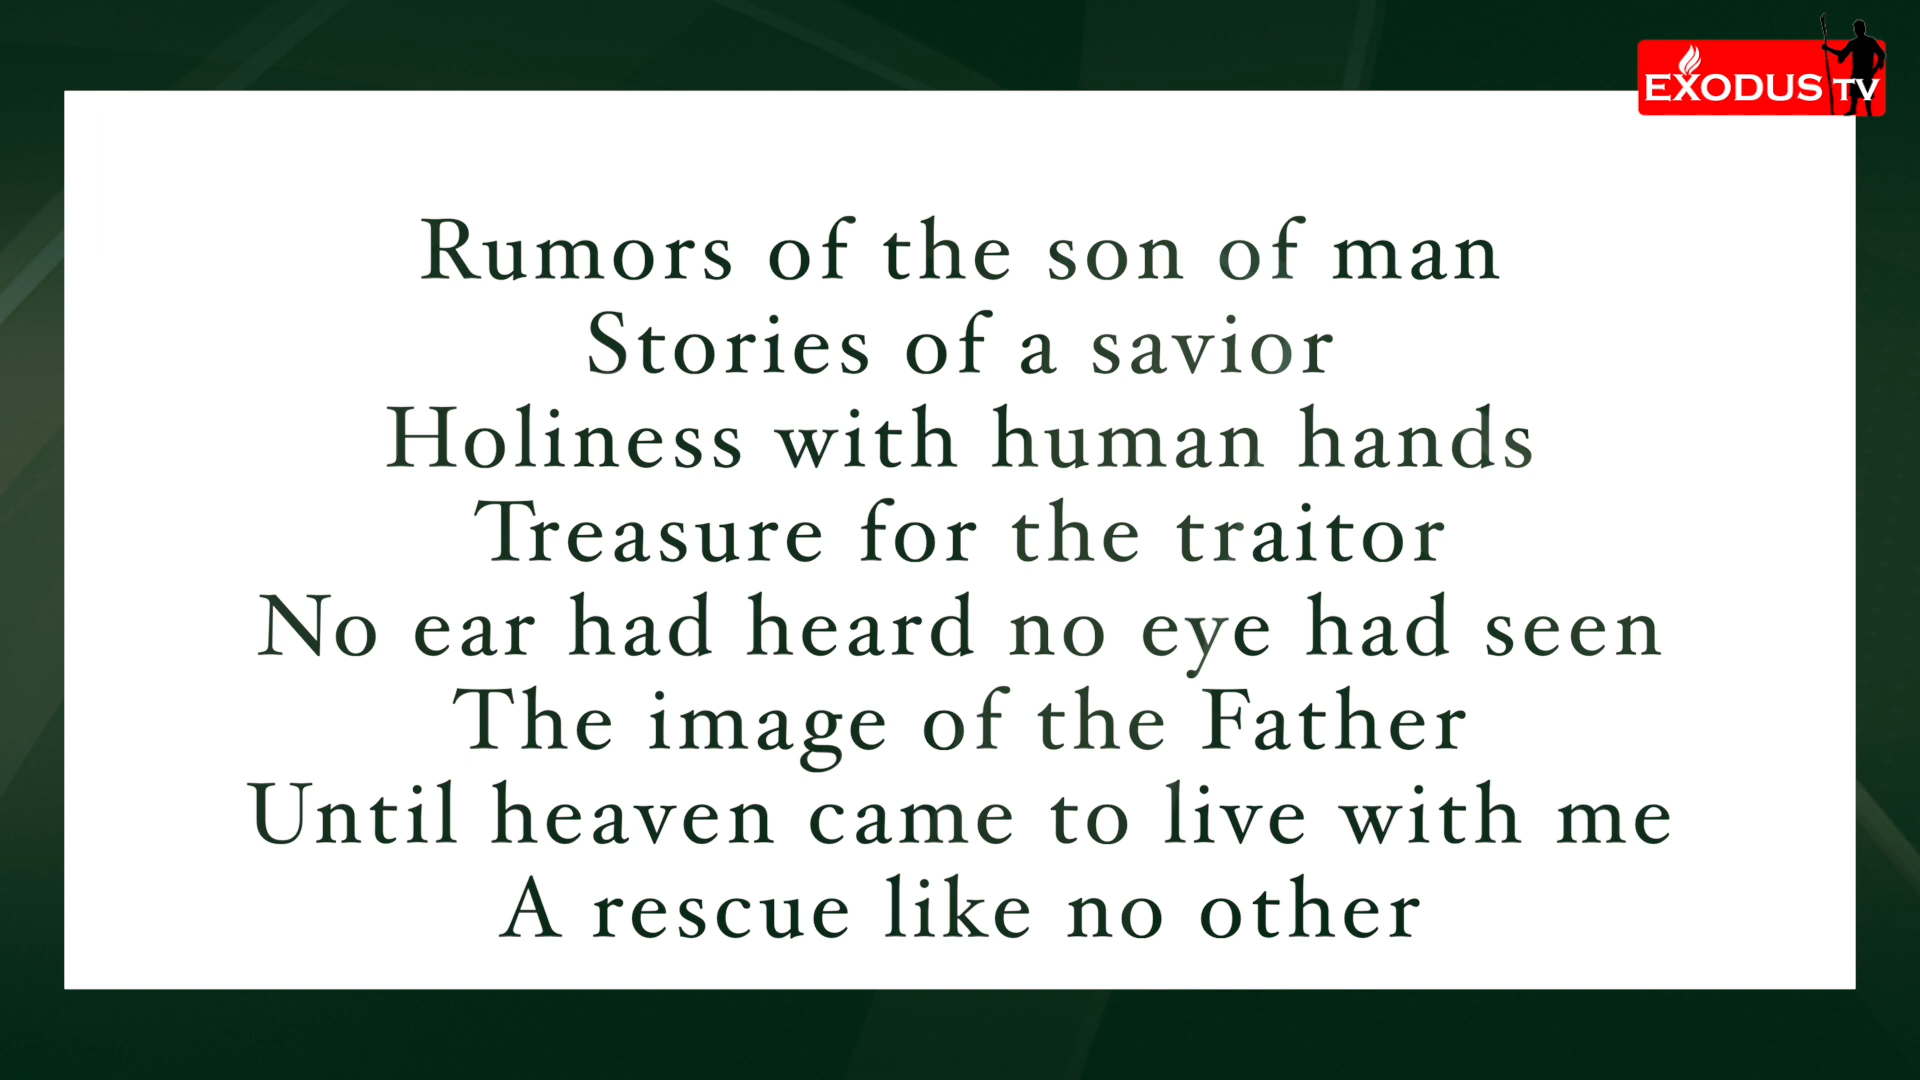 EXODUS TV
Rumors of the son of man
Stories of a savior
Holiness with human hands
Treasure for the traitor
No ear had heard no eye had seen
The image of the Father
Until heaven came to live with me
A rescue like no other